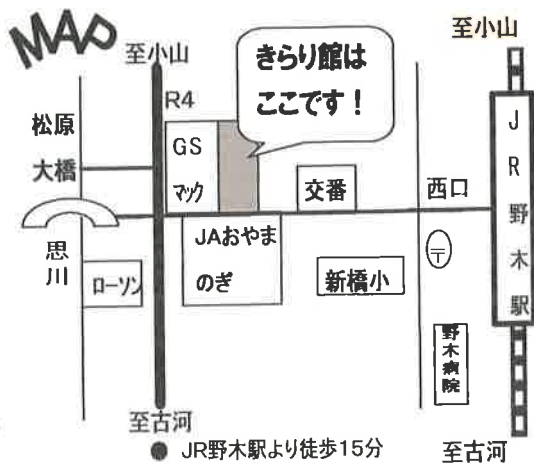 MAP
至小山
至小山
きらり館は
ここです！
R4
松原
大橋
GS
マック
交番
西口
JR野木駅
思川
ローソン
JAおやま
のぎ
新橋小
〒
野木病院
至古河
● JR野木駅より徒歩15分
至古河